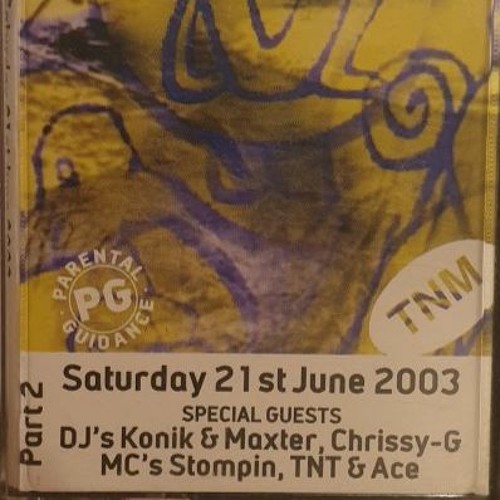 PARENTAL
PG
GUIDANCE
TNM
Part 2
Saturday 21st June 2003
SPECIAL GUESTS
DJ's Konik & Maxter, Chrissy-G
MC's Stompin, TNT & Ace